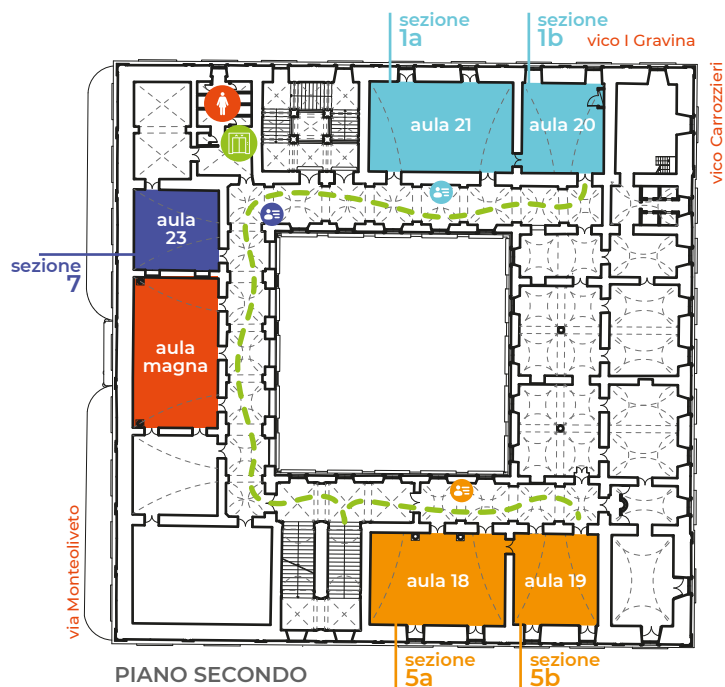 sezione
1a
sezione
1b
vico I Gravina
vico Carrozzieri
aula 21
aula 20
aula
23
sezione
7
aula
magna
via Monteoliveto
aula 18
aula 19
sezione
5a
sezione
5b
PIANO SECONDO